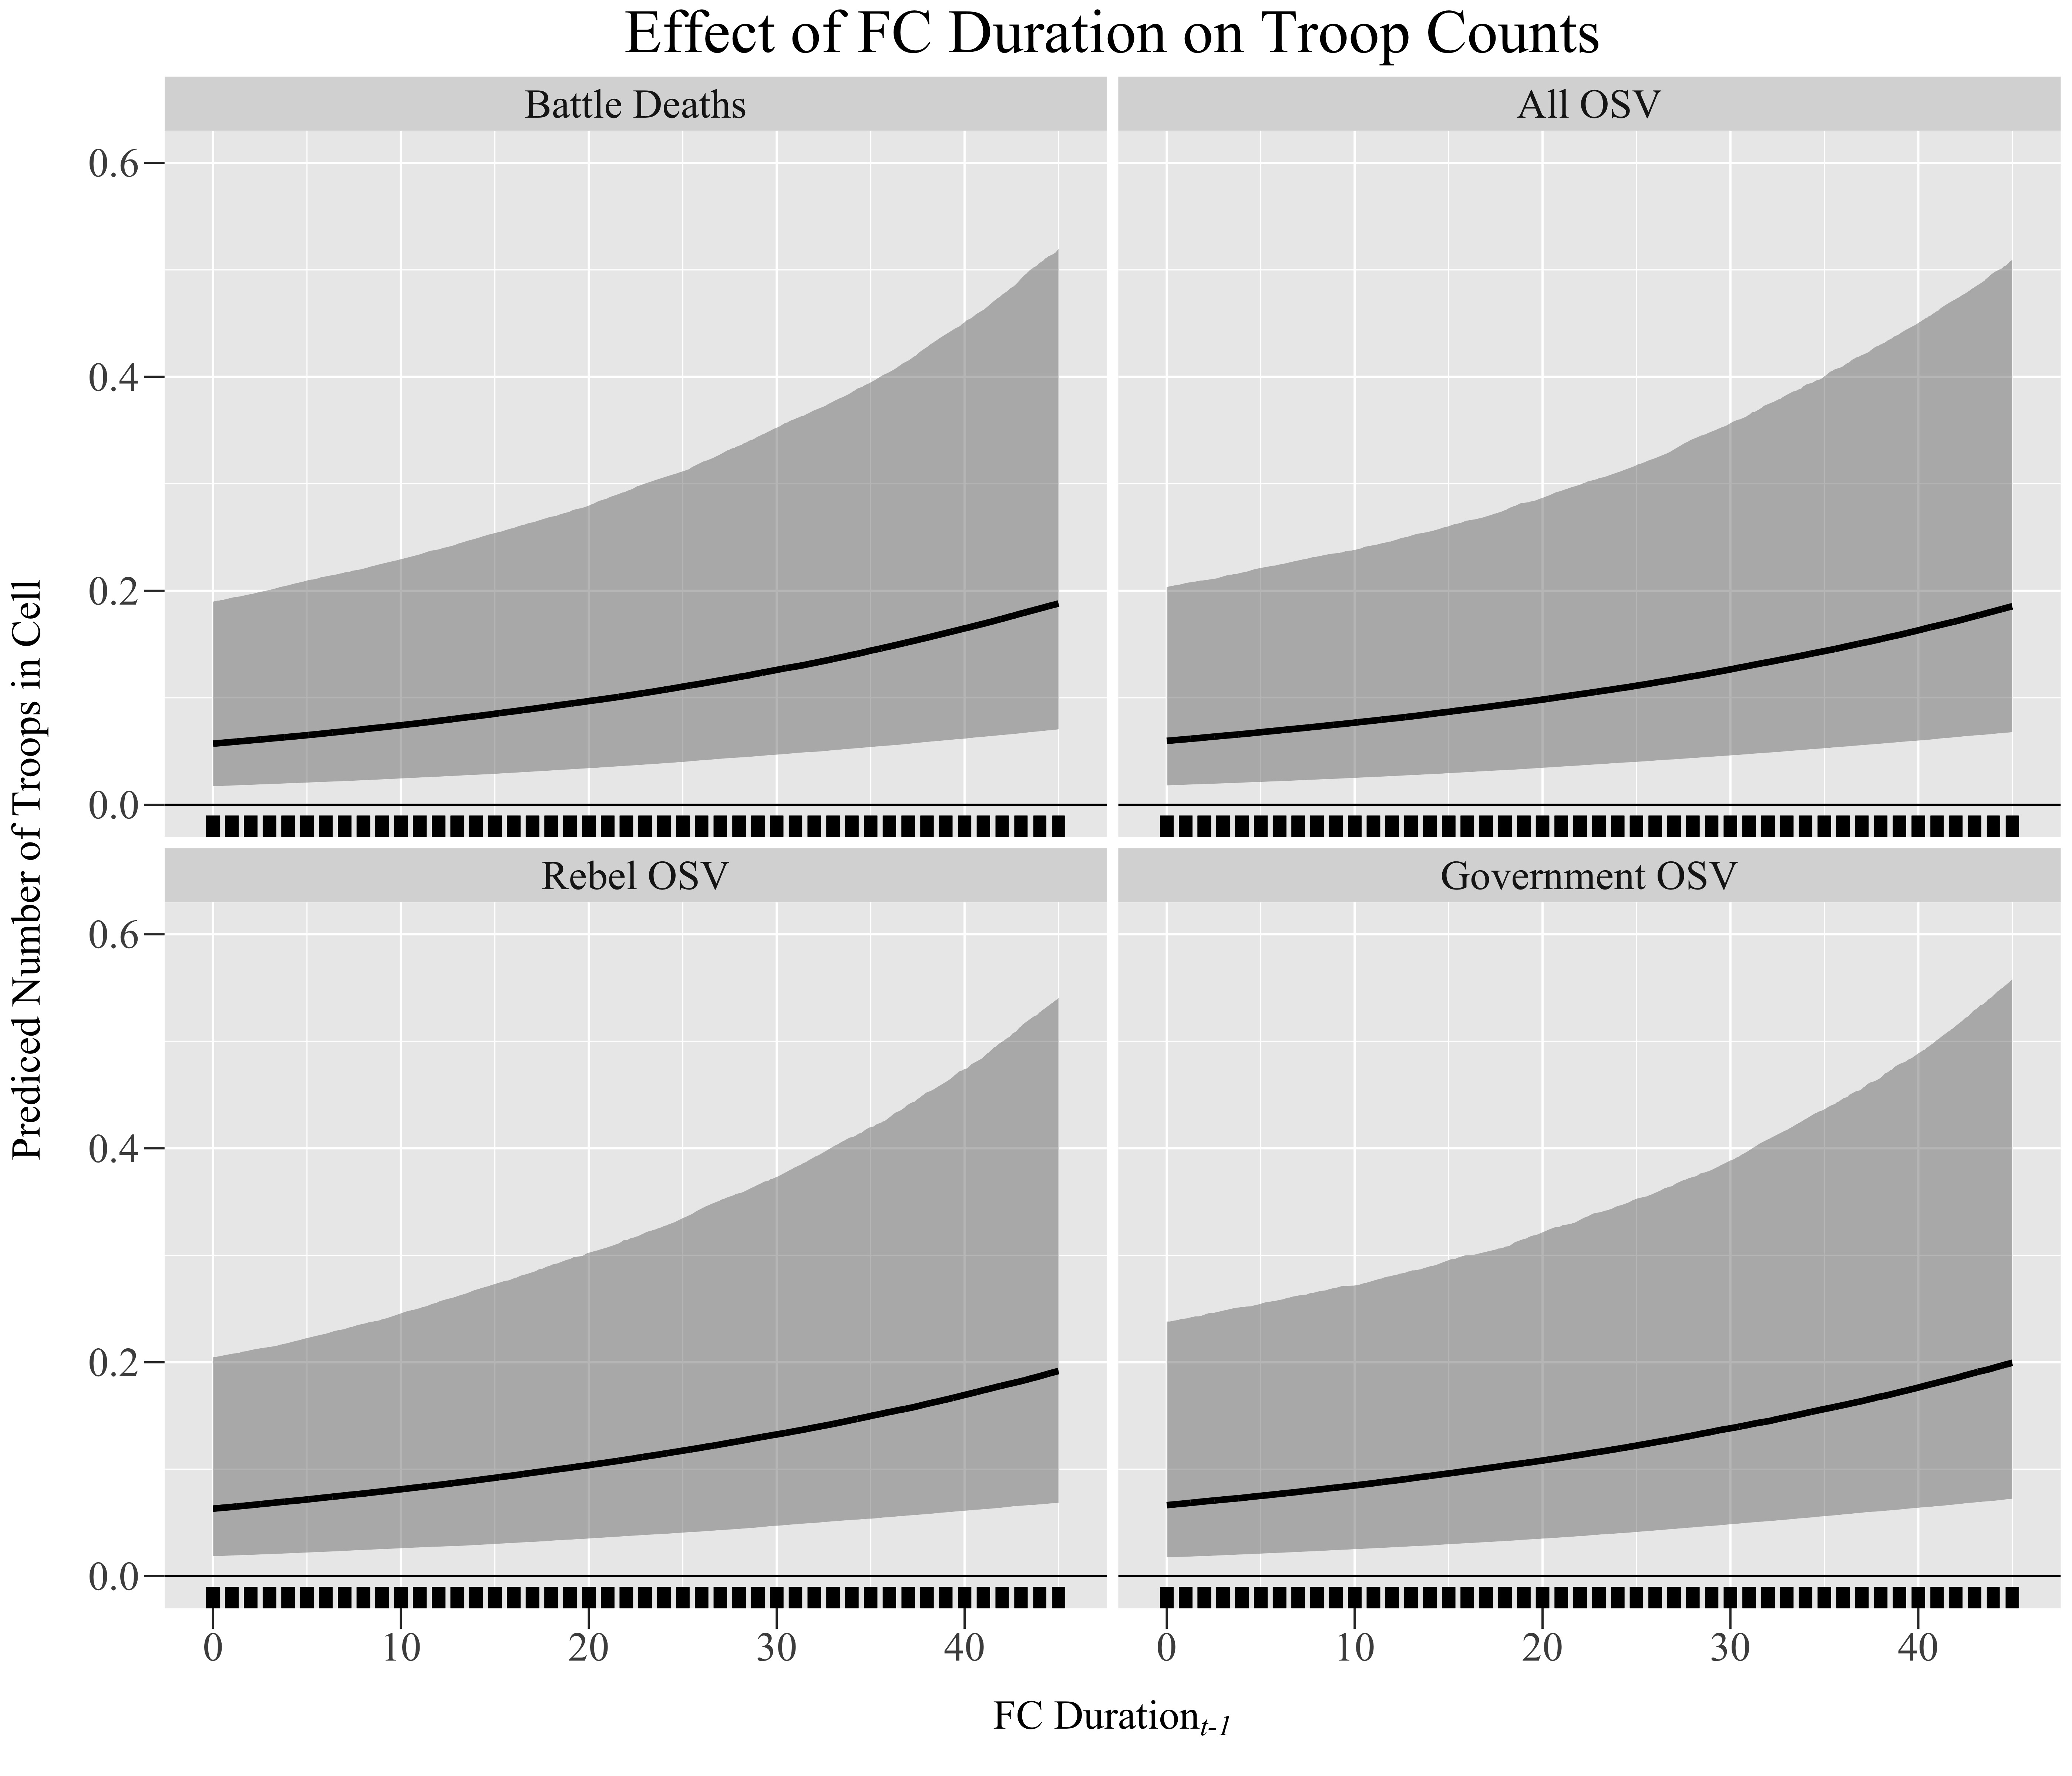 Effect of FC Duration on Troop Counts
Battle Deaths
All OSV
0.6
0.4
0.2
0.0
Rebel OSV
Government OSV
0.6
0.4
0.2
0.0
0 10 20 30 40
0 10 20 30 40
Prediced Number of Troops in Cell
FC Duration t-1